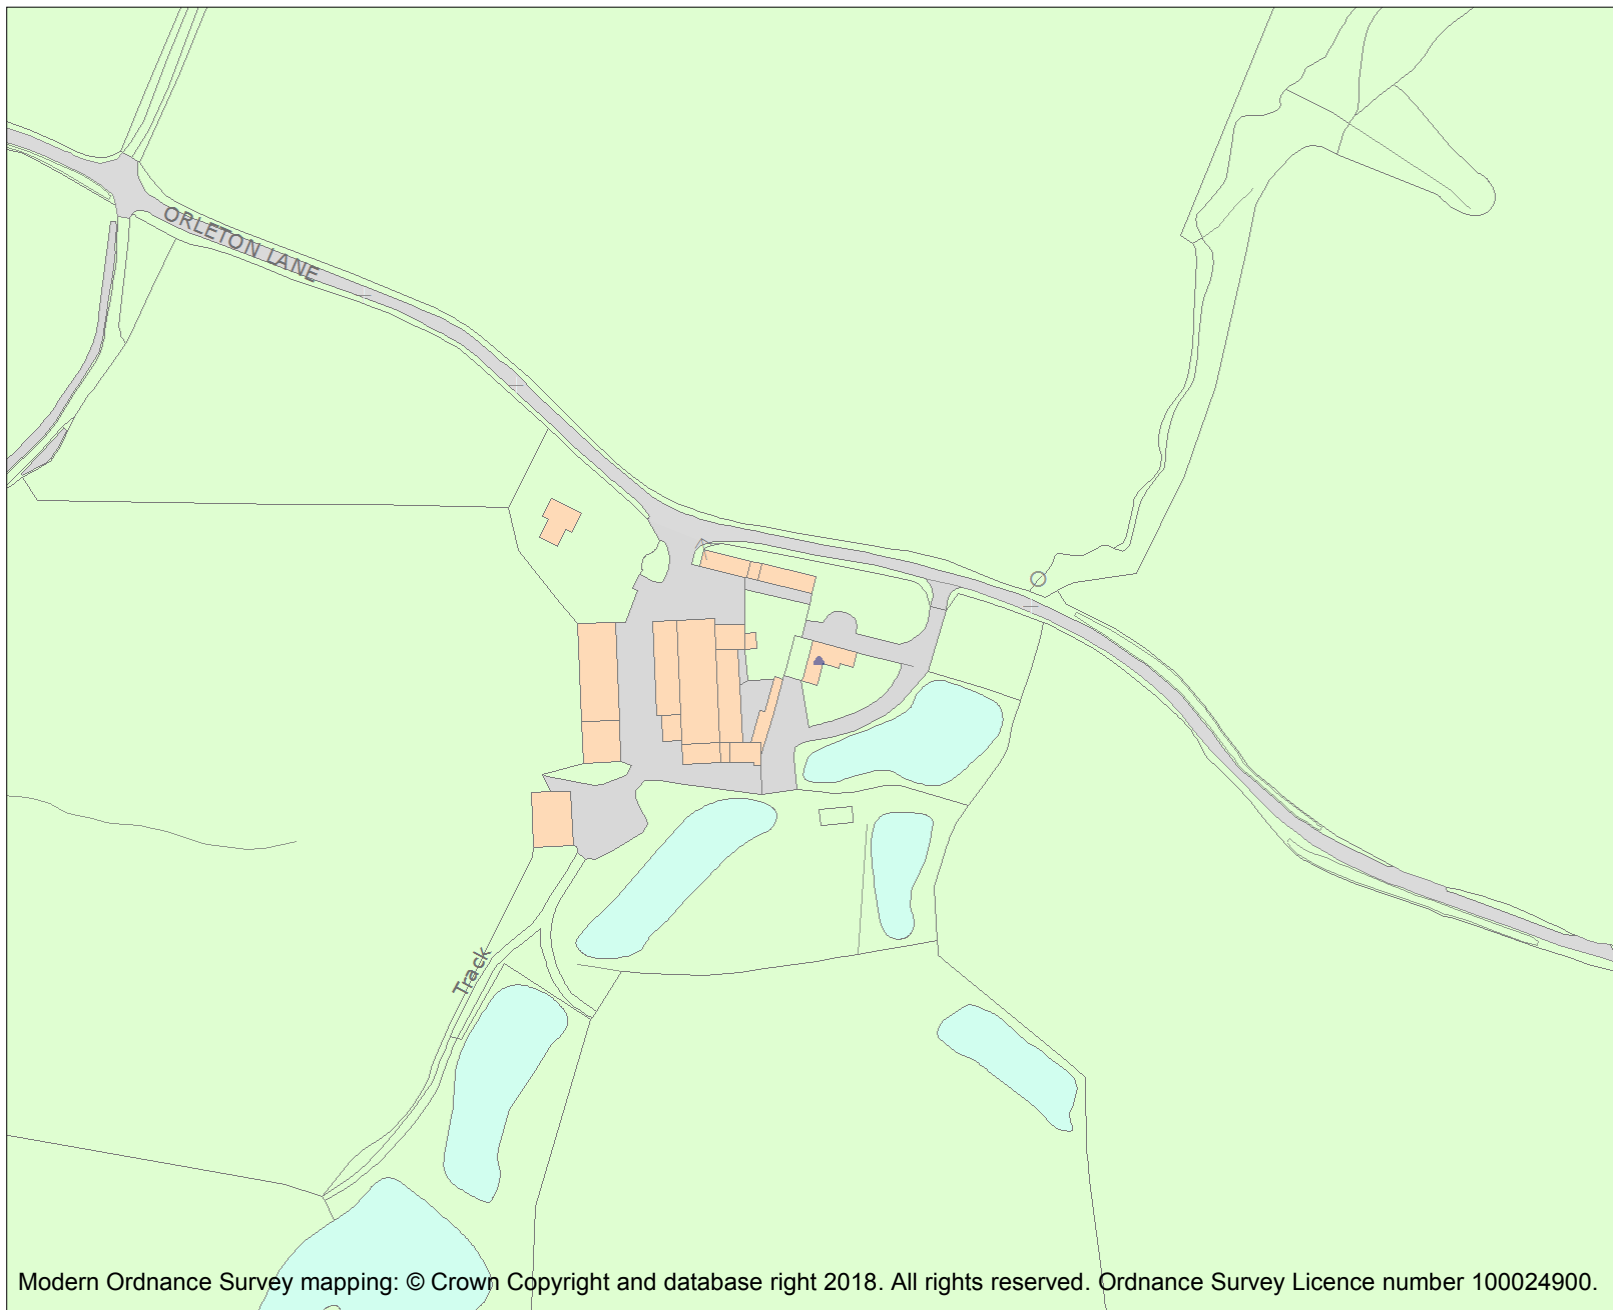 ORLETON LANE
Track
Modern Ordnance Survey mapping: © Crown Copyright and database right 2018. All rights reserved. Ordnance Survey Licence number 100024900.